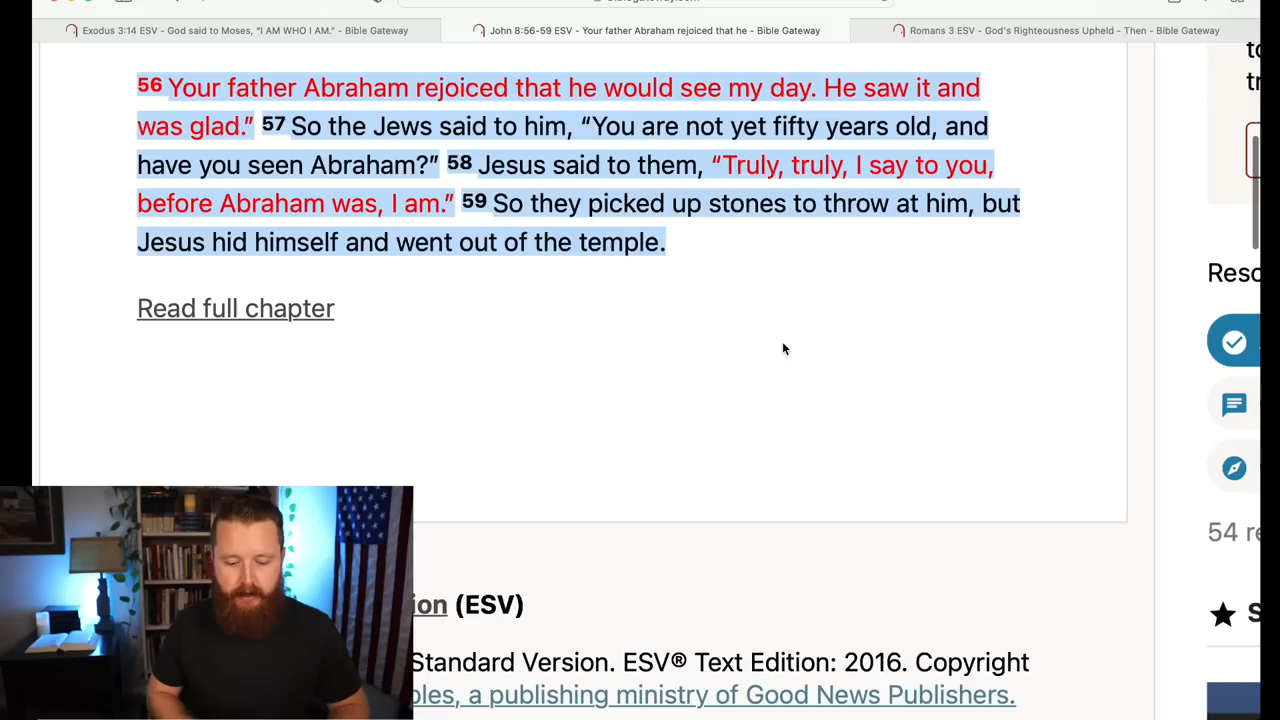 Exodus 3:14 ESV - God said to Moses, “I AM WHO I AM.” - Bible Gateway
John 8:56-59 ESV - Your father Abraham rejoiced that he - Bible Gateway
Romans 3 ESV - God's Righteousness Upheld - Then - Bible Gateway
56 Your father Abraham rejoiced that he would see my day. He saw it and
was glad.” 57 So the Jews said to him, “You are not yet fifty years old, and
have you seen Abraham?” 58 Jesus said to them, “Truly, truly, I say to you,
before Abraham was, I am.” 59 So they picked up stones to throw at him, but
Jesus hid himself and went out of the temple.
Read full chapter
Reso
54 re
S
ion (ESV)
Standard Version. ESV® Text Edition: 2016. Copyright
oles, a publishing ministry of Good News Publishers.